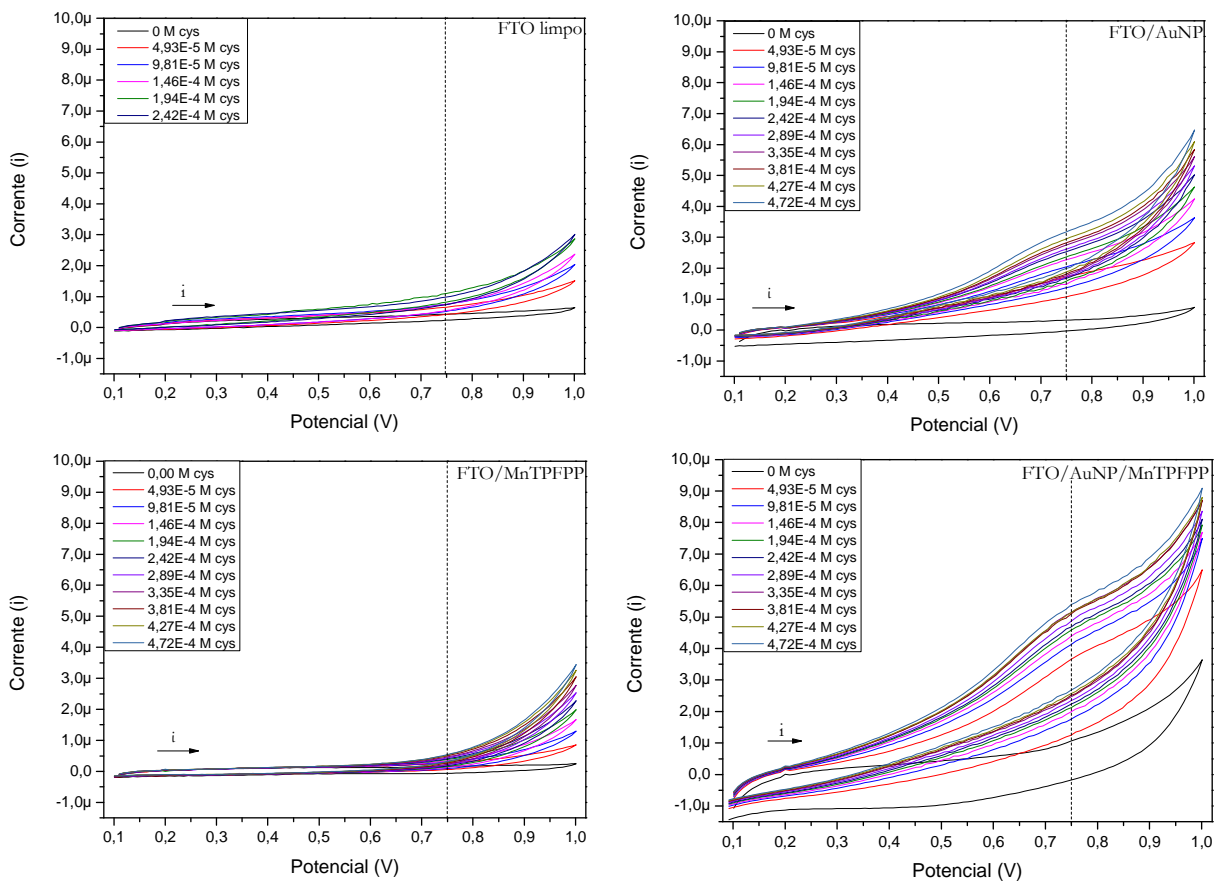 FTO limpo
10,0µ
9,0µ
8,0µ
7,0µ
6,0µ
5,0µ
4,0µ
3,0µ
2,0µ
1,0µ
0,0
-1,0µ
Corrente (i)
0 M cys
4,93E-5 M cys
9,81E-5 M cys
1,46E-4 M cys
1,94E-4 M cys
2,42E-4 M cys
i
0,1 0,2 0,3 0,4 0,5 0,6 0,7 0,8 0,9 1,0
Potencial (V)
FTO/AuNP
10,0µ
9,0µ
8,0µ
7,0µ
6,0µ
5,0µ
4,0µ
3,0µ
2,0µ
1,0µ
0,0
-1,0µ
Corrente (i)
0 M cys
4,93E-5 M cys
9,81E-5 M cys
1,46E-4 M cys
1,94E-4 M cys
2,42E-4 M cys
2,89E-4 M cys
3,35E-4 M cys
3,81E-4 M cys
4,27E-4 M cys
4,72E-4 M cys
i
0,1 0,2 0,3 0,4 0,5 0,6 0,7 0,8 0,9 1,0
Potencial (V)
FTO/MnTPFPP
10,0µ
9,0µ
8,0µ
7,0µ
6,0µ
5,0µ
4,0µ
3,0µ
2,0µ
1,0µ
0,0
-1,0µ
Corrente (i)
0,00 M cys
4,93E-5 M cys
9,81E-5 M cys
1,46E-4 M cys
1,94E-4 M cys
2,42E-4 M cys
2,89E-4 M cys
3,35E-4 M cys
3,81E-4 M cys
4,27E-4 M cys
4,72E-4 M cys
i
0,1 0,2 0,3 0,4 0,5 0,6 0,7 0,8 0,9 1,0
Potencial (V)
FTO/AuNP/MnTPFPP
10,0µ
9,0µ
8,0µ
7,0µ
6,0µ
5,0µ
4,0µ
3,0µ
2,0µ
1,0µ
0,0
-1,0µ
Corrente (i)
0 M cys
4,93E-5 M cys
9,81E-5 M cys
1,46E-4 M cys
1,94E-4 M cys
2,42E-4 M cys
2,89E-4 M cys
3,35E-4 M cys
3,81E-4 M cys
4,27E-4 M cys
4,72E-4 M cys
i
0,1 0,2 0,3 0,4 0,5 0,6 0,7 0,8 0,9 1,0
Potencial (V)